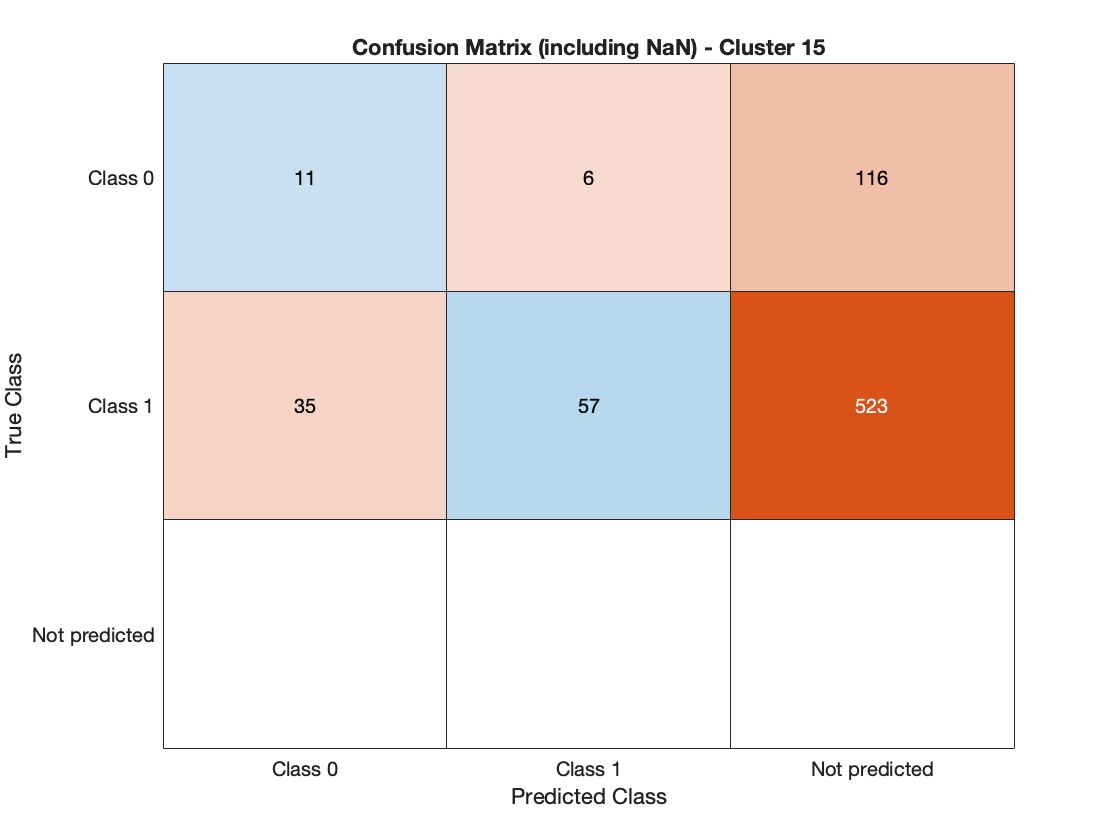 Confusion Matrix (including NaN) - Cluster 15
True Class
Class 0
11
6
116
Class 1
35
57
523
Not predicted
Class 0
Class 1
Not predicted
Predicted Class